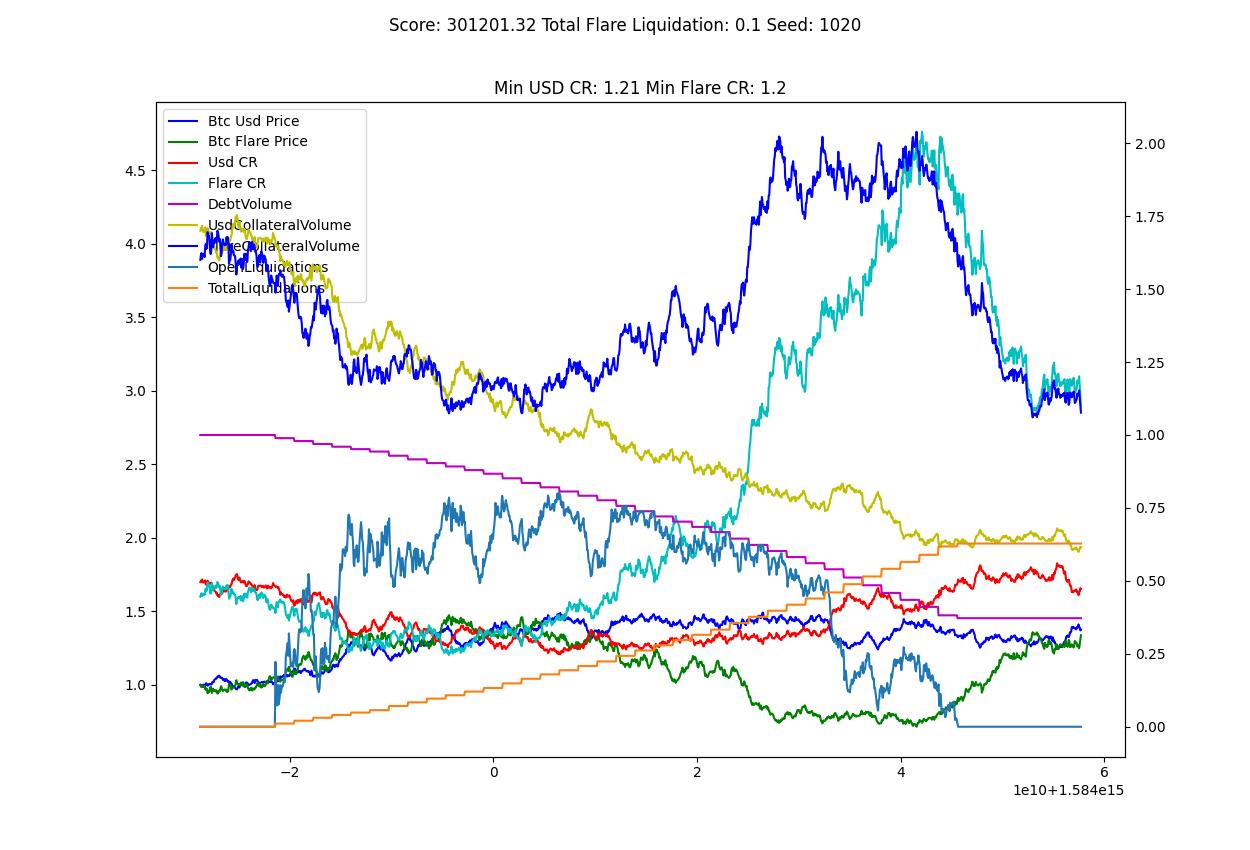 Score: 301201.32 Total Flare Liquidation: 0.1 Seed: 1020
Min USD CR: 1.21 Min Flare CR: 1.2
Btc Usd Price
Btc Flare Price
Usd CR
Flare CR
DebtVolume
UsdCollateralVolume
FlareCollateralVolume
OpenLiquidations
TotalLiquidations
4.5
4.0
3.5
3.0
2.5
2.0
1.5
1.0
2.00
1.75
1.50
1.25
1.00
0.75
0.50
0.25
0.00
−2
0
2
4
6
1e10+1.584e15